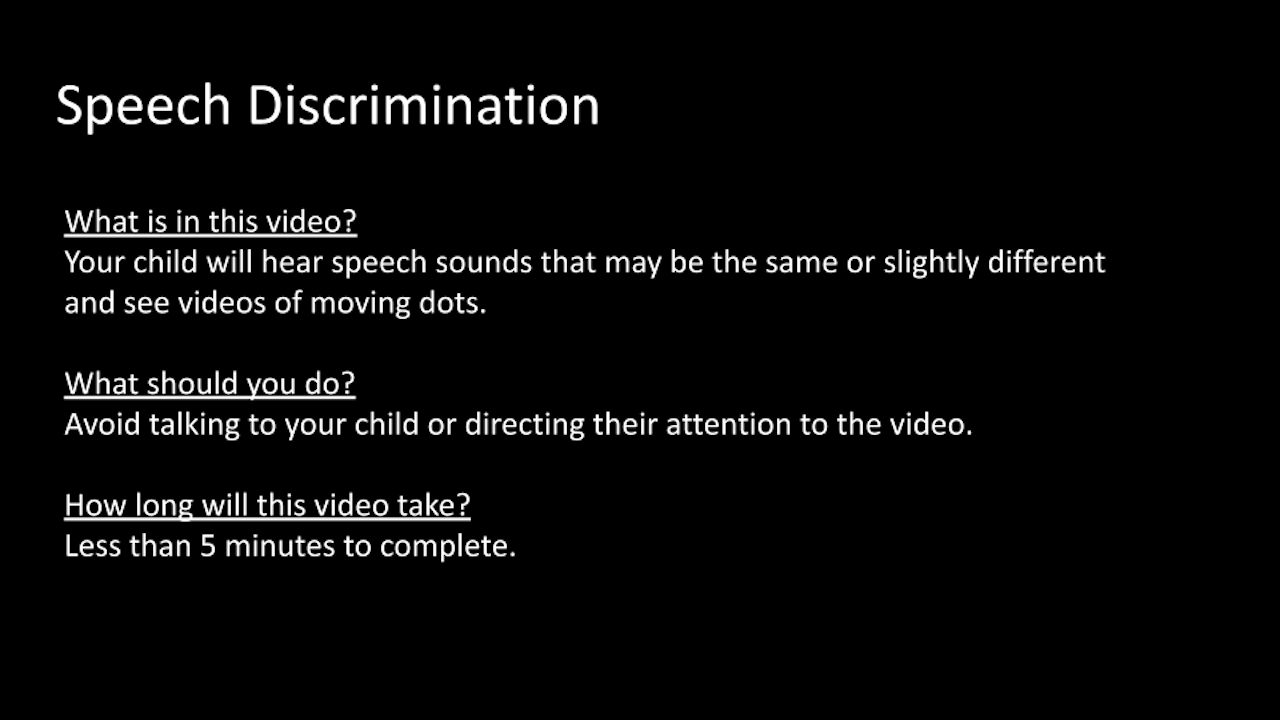 Speech Discrimination
What is in this video?
Your child will hear speech sounds that may be the same or slightly different
and see videos of moving dots.
What should you do?
Avoid talking to your child or directing their attention to the video.
How long will this video take?
Less than 5 minutes to complete.